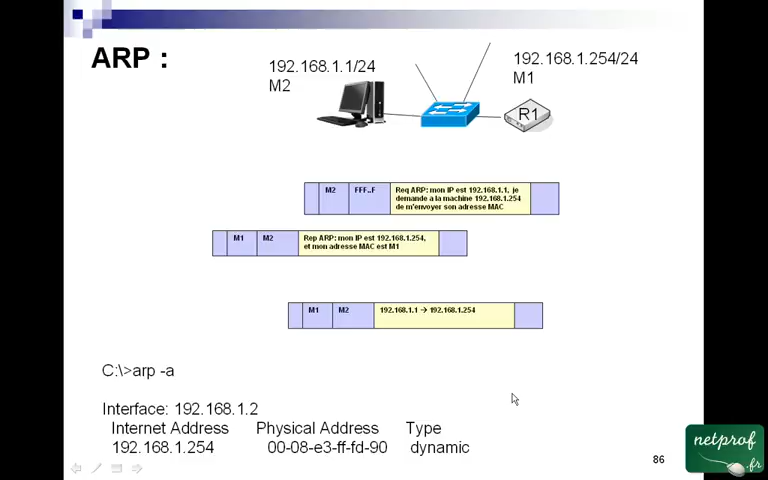 ARP :
192.168.1.1/24
M2
192.168.1.254/24
M1
R1
M2 FFF..F Req ARP: mon IP est 192.168.1.1, je
demande a la machine 192.168.1.254
de m'envoyer son adresse MAC
M1 M2 Rep ARP: mon IP est 192.168.1.254,
et mon adresse MAC est M1
M1 M2 192.168.1.1 → 192.168.1.254
C:\>arp -a
Interface: 192.168.1.2
Internet Address Physical Address Type
192.168.1.254 00-08-e3-ff-fd-90 dynamic
86
netprof
.fr